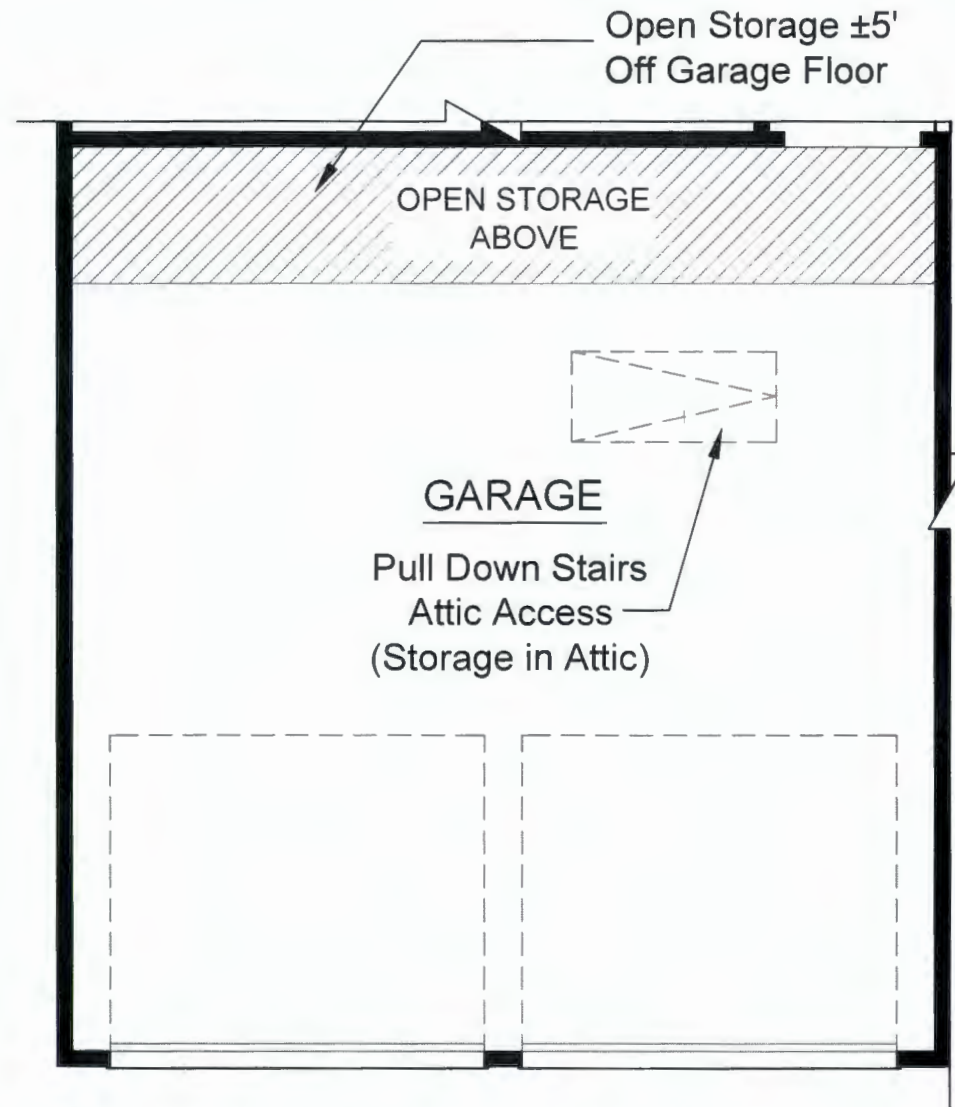 Open Storage ±5'
Off Garage Floor
OPEN STORAGE
ABOVE
GARAGE
Pull Down Stairs
Attic Access
(Storage in Attic)